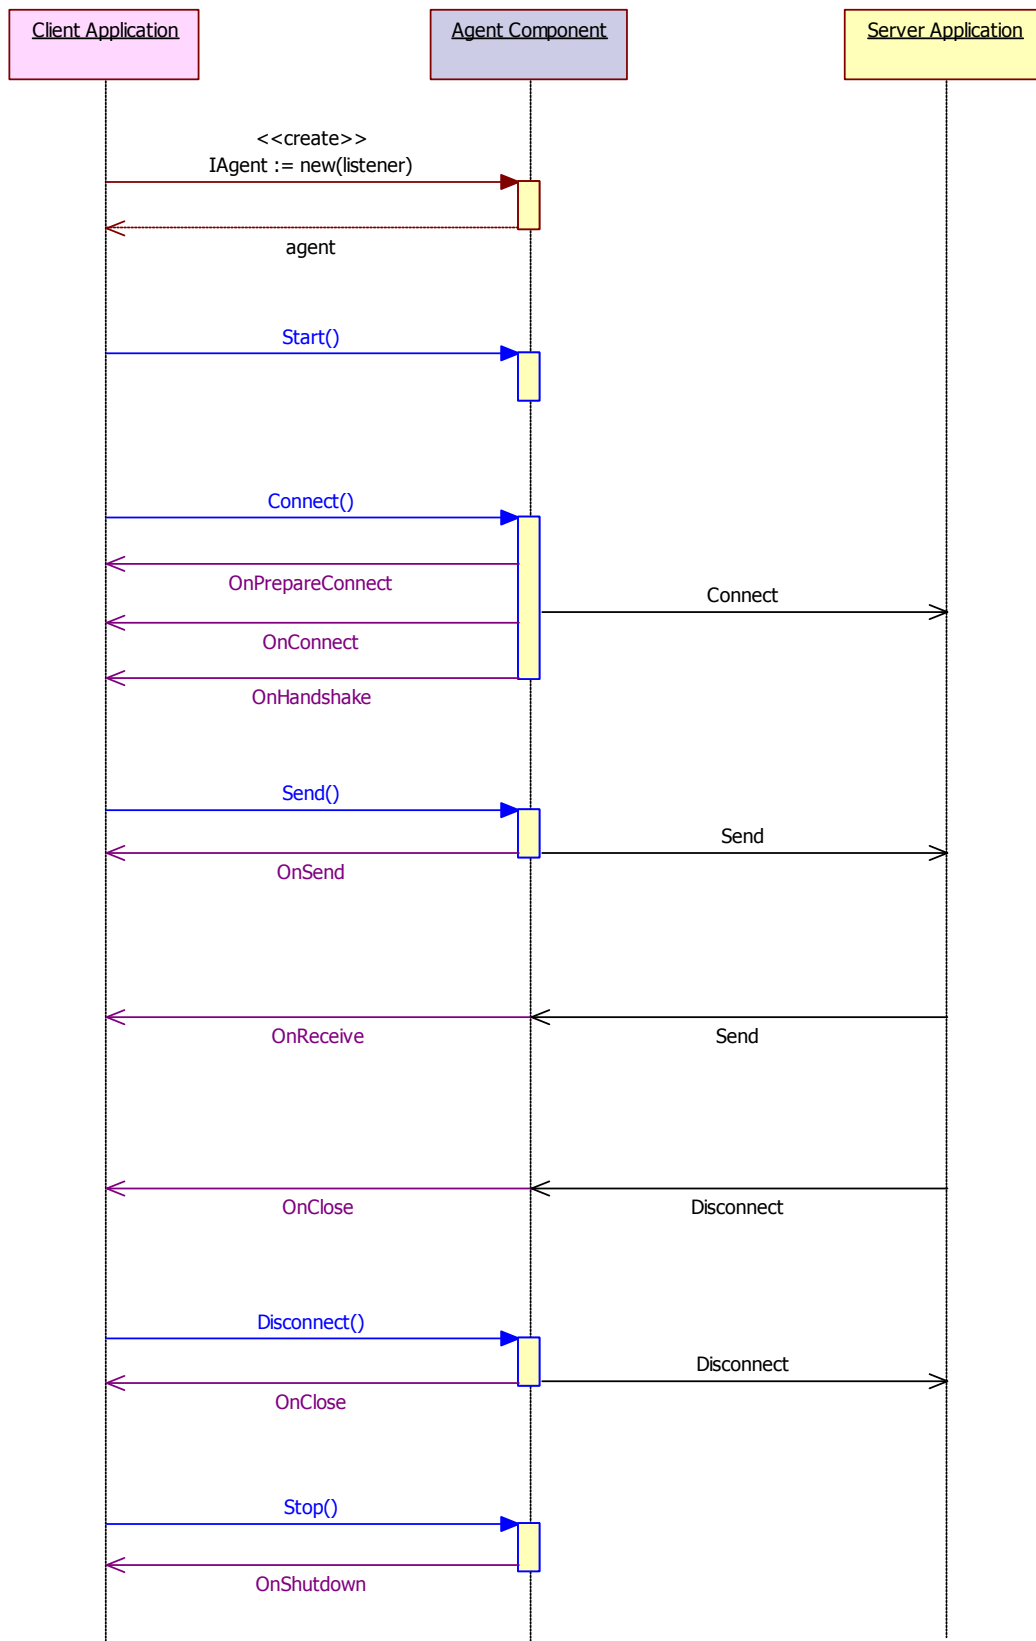 Client Application
Agent Component
Server Application
<<create>>
IAgent := new(listener)
agent
Start()
Connect()
OnPrepareConnect
Connect
OnConnect
OnHandshake
Send()
Send
OnSend
OnReceive
Send
OnClose
Disconnect
Disconnect()
Disconnect
OnClose
Stop()
OnShutdown